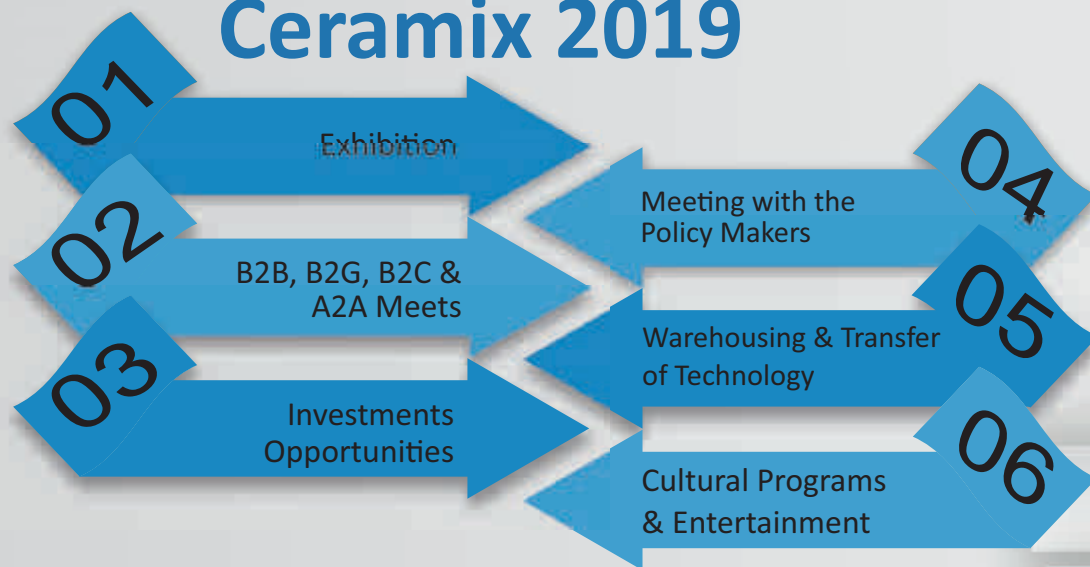 Ceramix 2019
01
Exhibition
02
B2B, B2G, B2C &
A2A Meets
03
Investments
Opportunities
04
Meeting with the
Policy Makers
05
Warehousing & Transfer
of Technology
06
Cultural Programs
& Entertainment